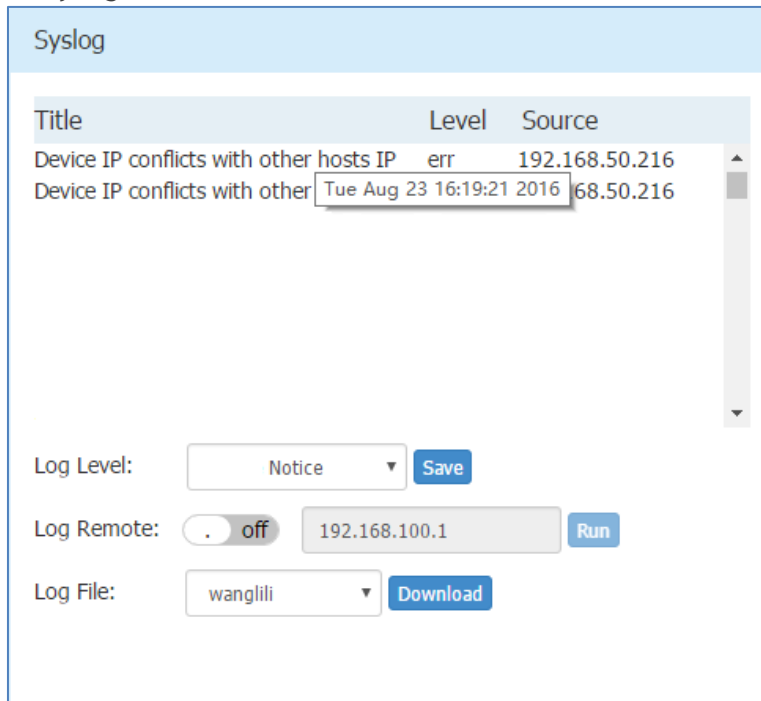 Syslog
Title Level Source
Device IP conflicts with other hosts IP err 192.168.50.216
Device IP conflicts with other Tue Aug 23 16:19:21 2016 68.50.216
Log Level: Notice Save
Log Remote: . off 192.168.100.1 Run
Log File: wanglili Download